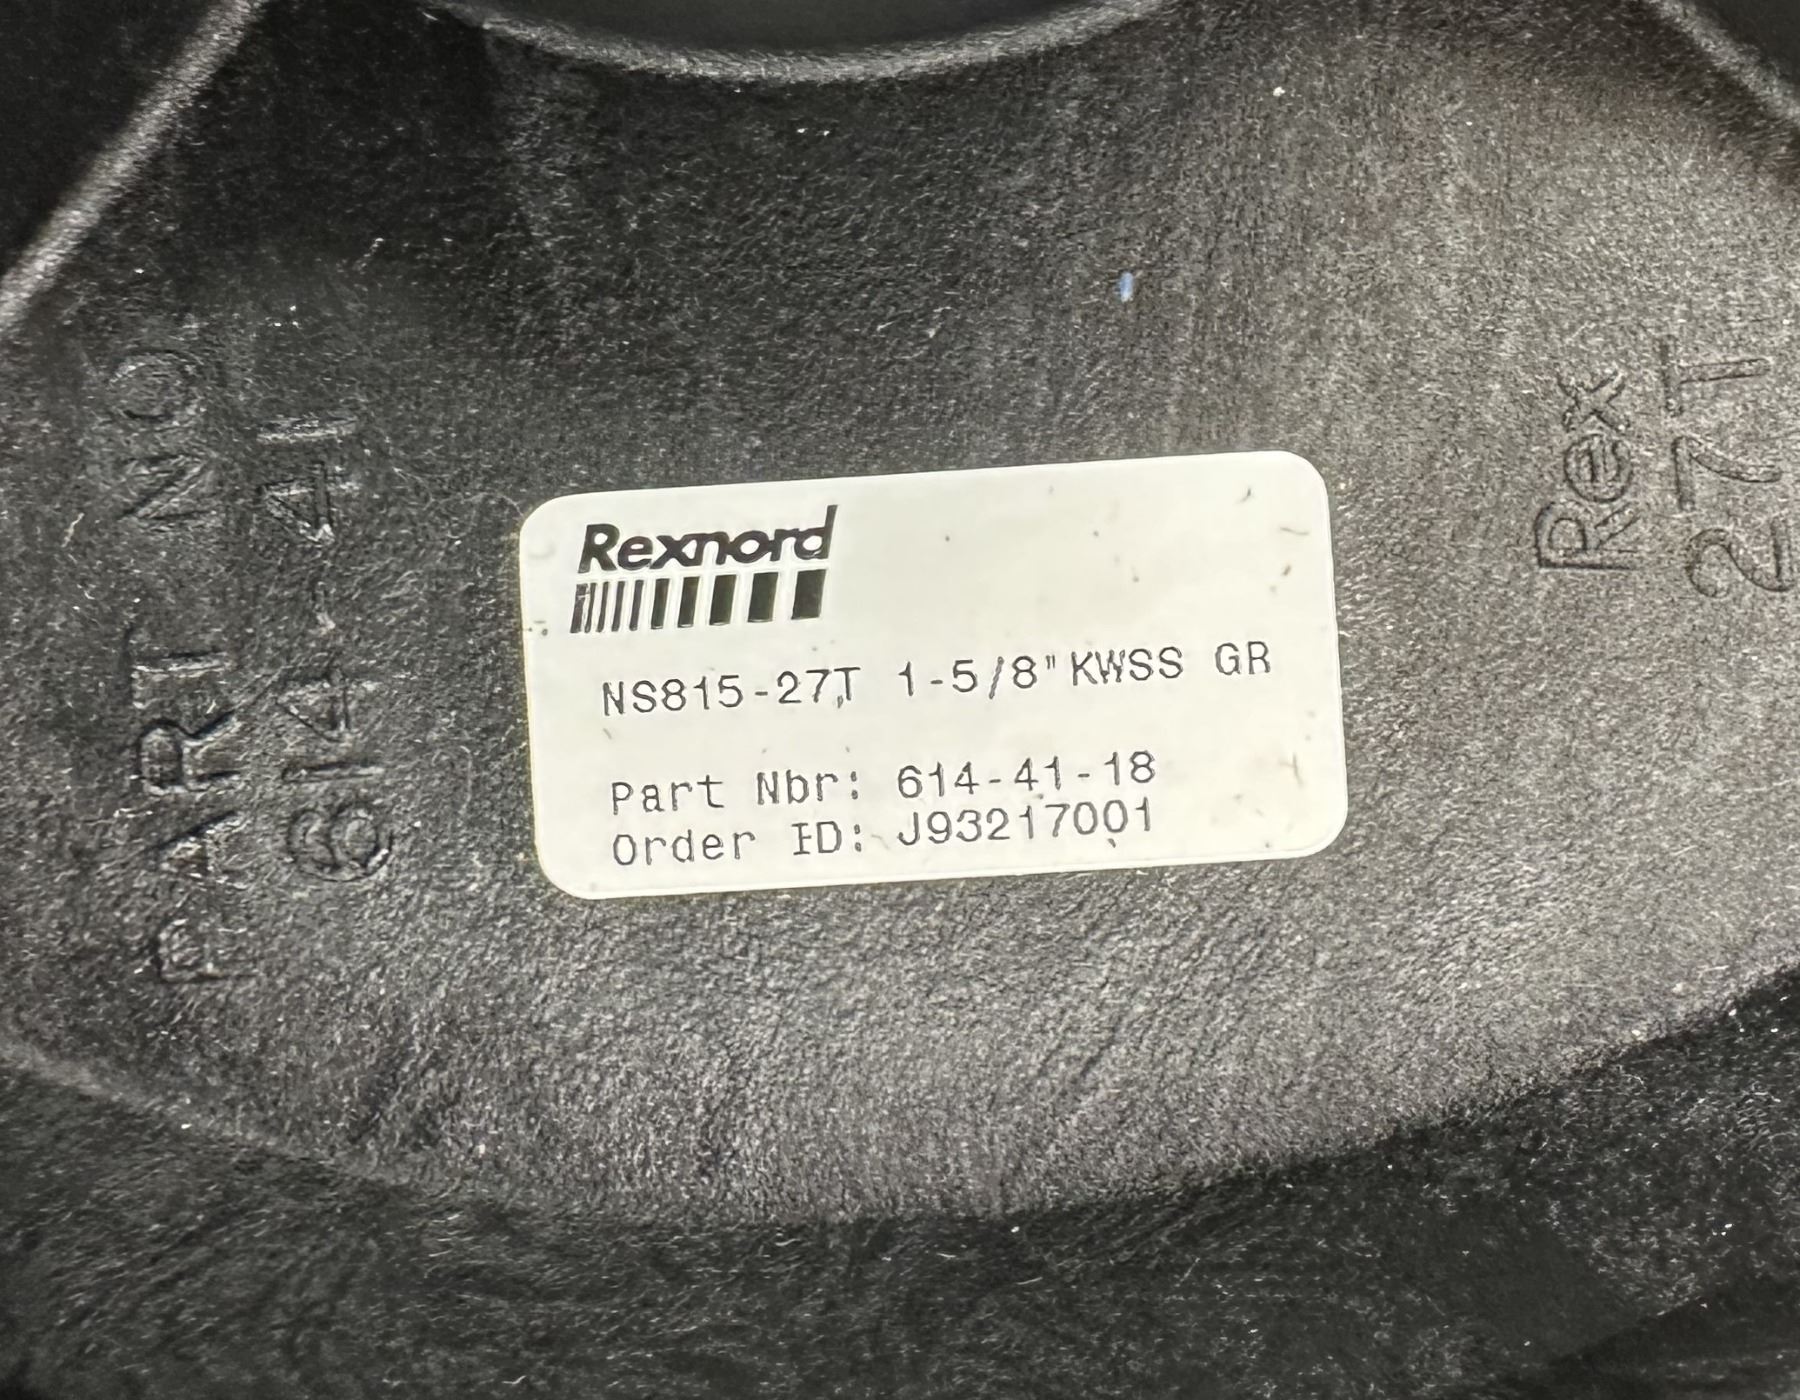 PART NO
614-41
Rexnord
NS815-27T 1-5/8"KWSS GR
Part Nbr: 614-41-18
Order ID: J93217001
Rex
27T